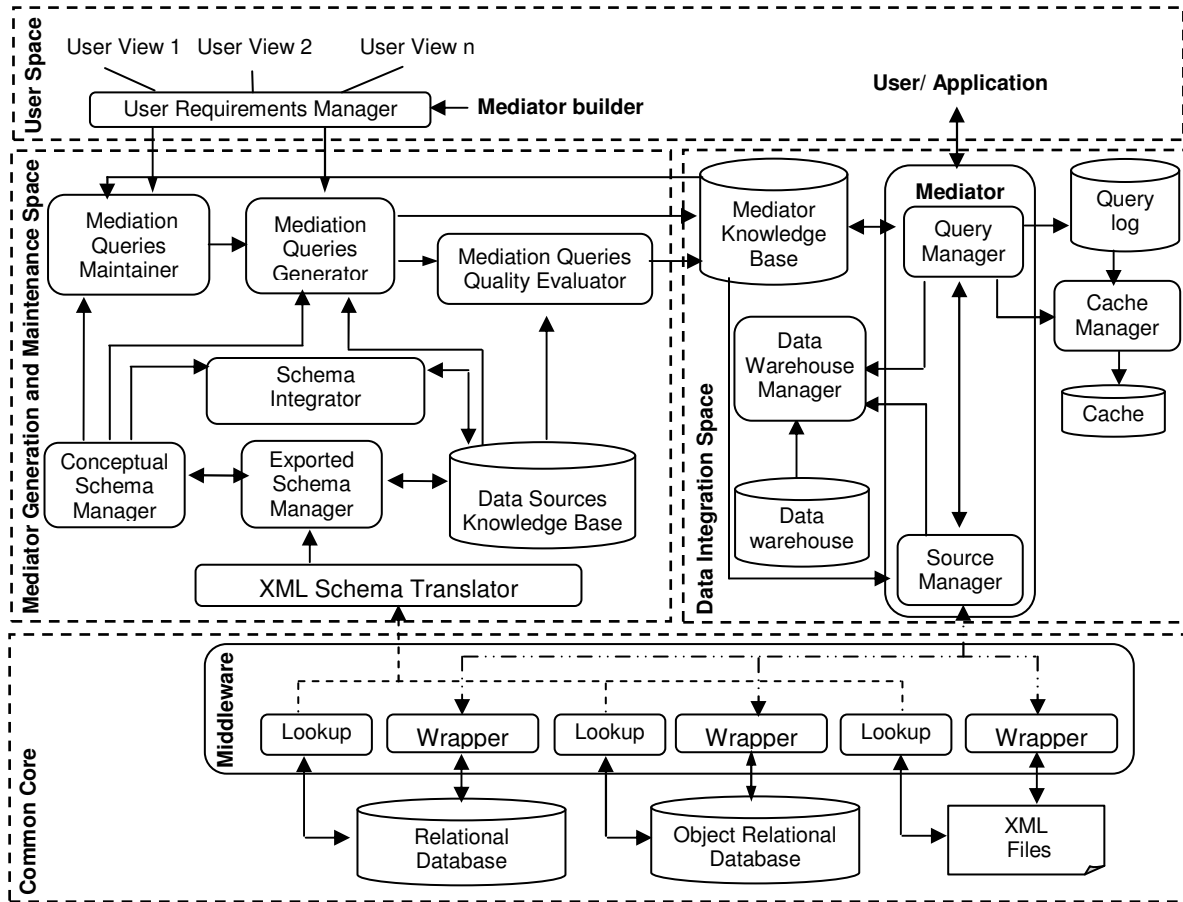 User Space
User View 1
User View 2
User View n
User Requirements Manager
Mediator builder
User/ Application
Mediator Generation and Maintenance Space
Mediation
Queries
Maintainer
Mediation
Queries
Generator
Mediation Queries
Quality Evaluator
Schema
Integrator
Conceptual
Schema
Manager
Exported
Schema
Manager
Data Sources
Knowledge Base
XML Schema Translator
Data Integration Space
Mediator
Knowledge
Base
Mediator
Query
Manager
Query
log
Cache
Manager
Cache
Data
Warehouse
Manager
Data
warehouse
Source
Manager
Common Core
Middleware
Lookup
Wrapper
Lookup
Wrapper
Lookup
Wrapper
Relational
Database
Object Relational
Database
XML
Files